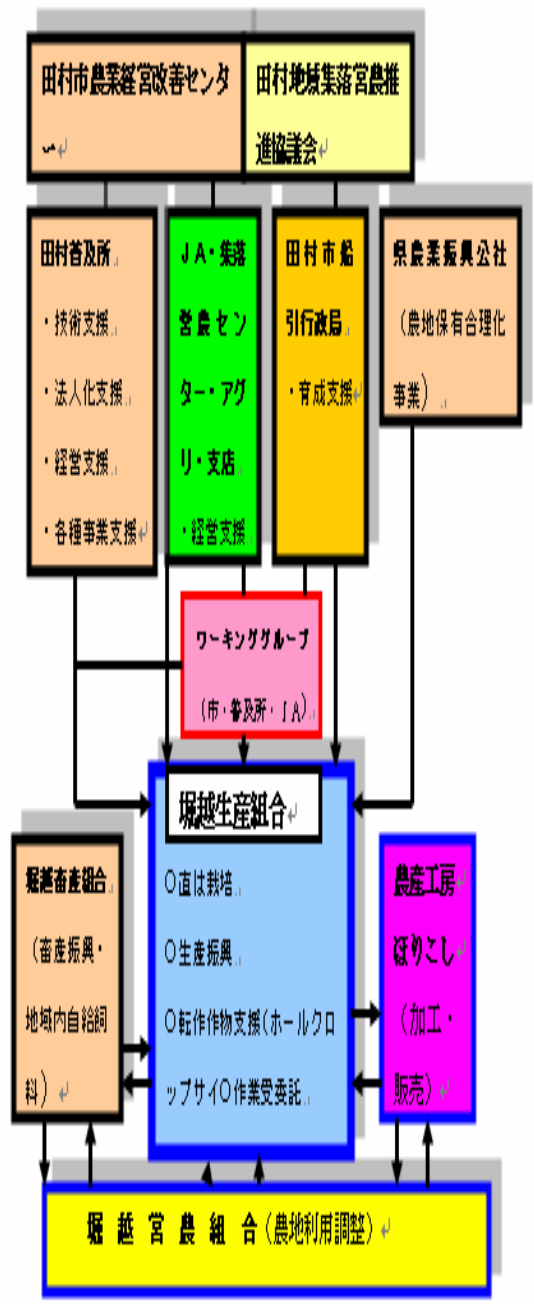 田村市農業経営改善センタ
ー
田村地域集落営農推
進協議会
田村普及所
・技術支援
・法人化支援
・経営支援
・各種事業支援
ＪＡ・集落
営農セン
ター・アグ
リ・支店
・経営支援
田村市船
引行政局
・育成支援
県農業振興公社
（農地保有合理化
事業）
ワーキンググループ
（市・普及所・ＪＡ）
堀越生産組合
○直は栽培
○生産振興
○転作作物支援（ホールクロ
ップサイ○作業受委託
堀越畜産組合
（畜産振興・
地域内自給飼
料）
農産工房
ほりこし
（加工・
販売）
堀越営農組合（農地利用調整）